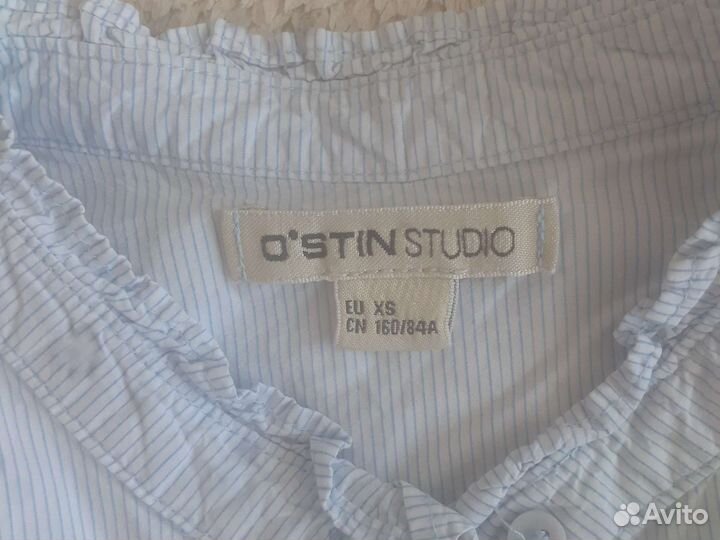 O'STIN STUDIO
EU XS
CN 160/84A
Avito